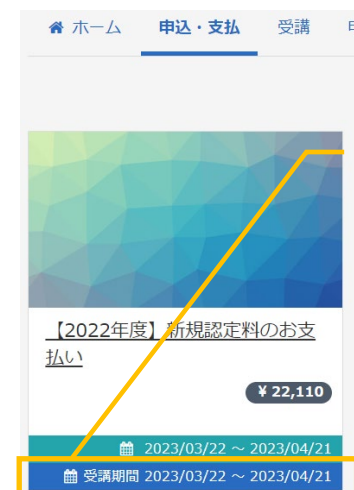 ホーム 申込・支払 受講
【2022年度】新規認定料のお支
払い
¥ 22,110
2023/03/22 ～ 2023/04/21
受講期間 2023/03/22 ～ 2023/04/21